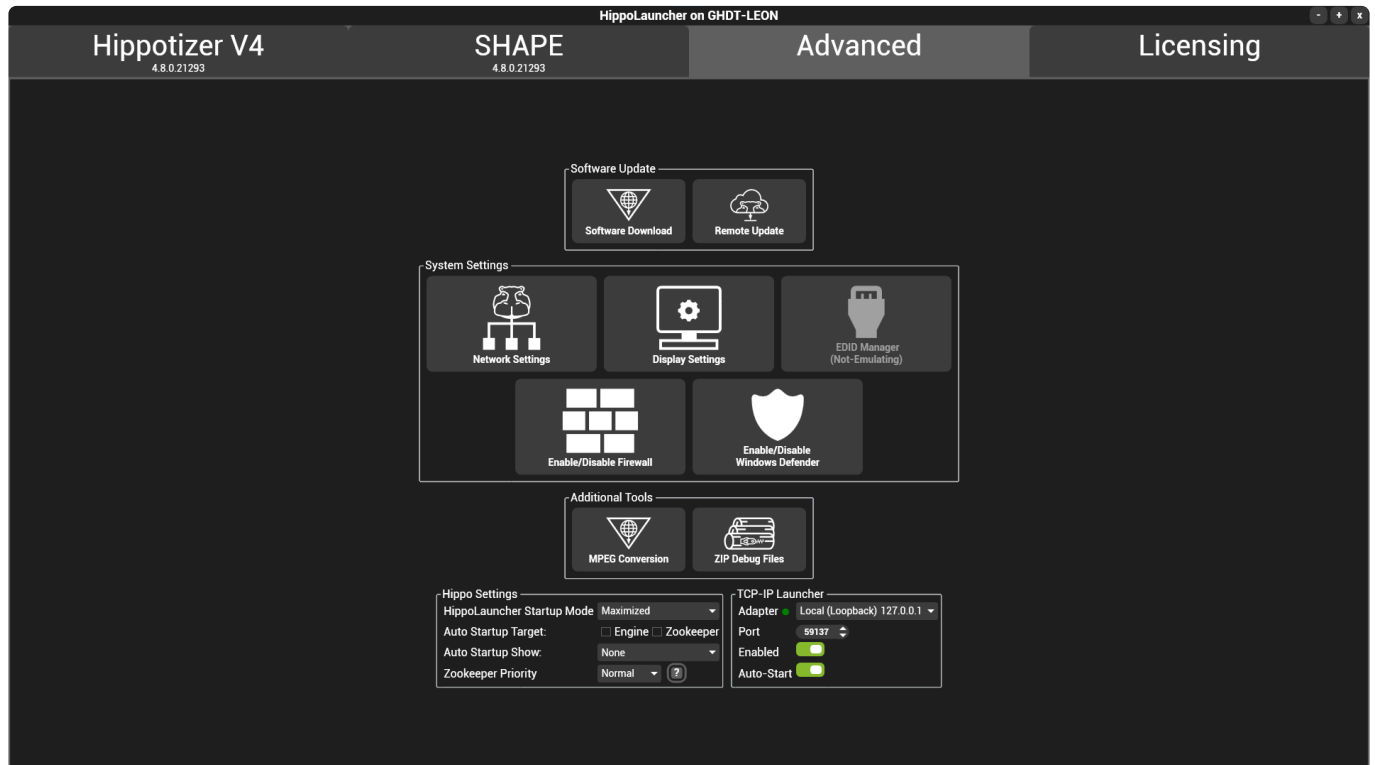 HippoLauncher on GHDT-LEON
- + x
Hippotizer V4
4.8.0.21293
SHAPE
4.8.0.21293
Advanced
Licensing
Software Update
Software Download
Remote Update
System Settings
Network Settings
Display Settings
EDID Manager
(Not-Emulating)
Enable/Disable Firewall
Enable/Disable
Windows Defender
Additional Tools
MPEG Conversion
ZIP Debug Files
Hippo Settings
HippoLauncher Startup Mode Maximized
Auto Startup Target: Engine Zookeeper
Auto Startup Show: None
Zookeeper Priority Normal ?
TCP-IP Launcher
Adapter Local (Loopback) 127.0.0.1
Port 59137
Enabled
Auto-Start